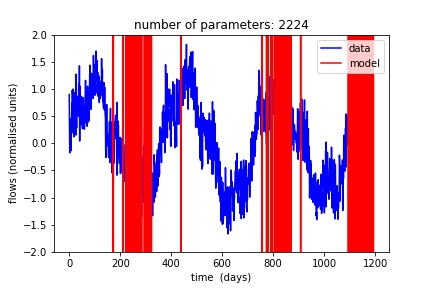 number of parameters: 2224
data
model
2.0
1.5
1.0
0.5
0.0
−0.5
−1.0
−1.5
−2.0
flows (normalised units)
0 200 400 600 800 1000 1200
time (days)